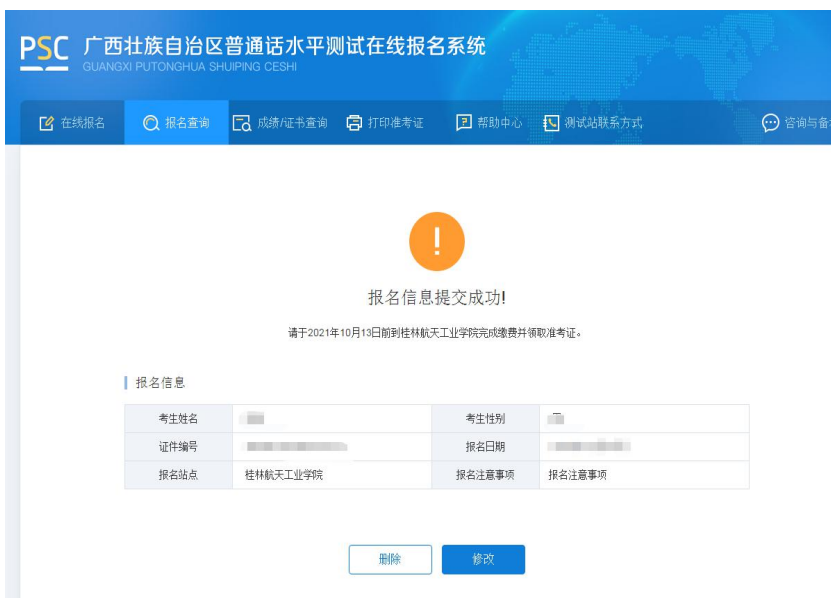 PSC 广西壮族自治区普通话水平测试在线报名系统
GUANGXI PUTONGHUA SHUIPING CESHI
在线报名 报名查询 成绩/证书查询 打印准考证 帮助中心 测试站联系方式 咨询与备
报名信息提交成功!
请于2021年10月13日前到桂林航天工业学院完成缴费并领取准考证。
报名信息
考生姓名 考生性别
证件编号 报名日期
报名站点 桂林航天工业学院 报名注意事项 报名注意事项
删除 修改